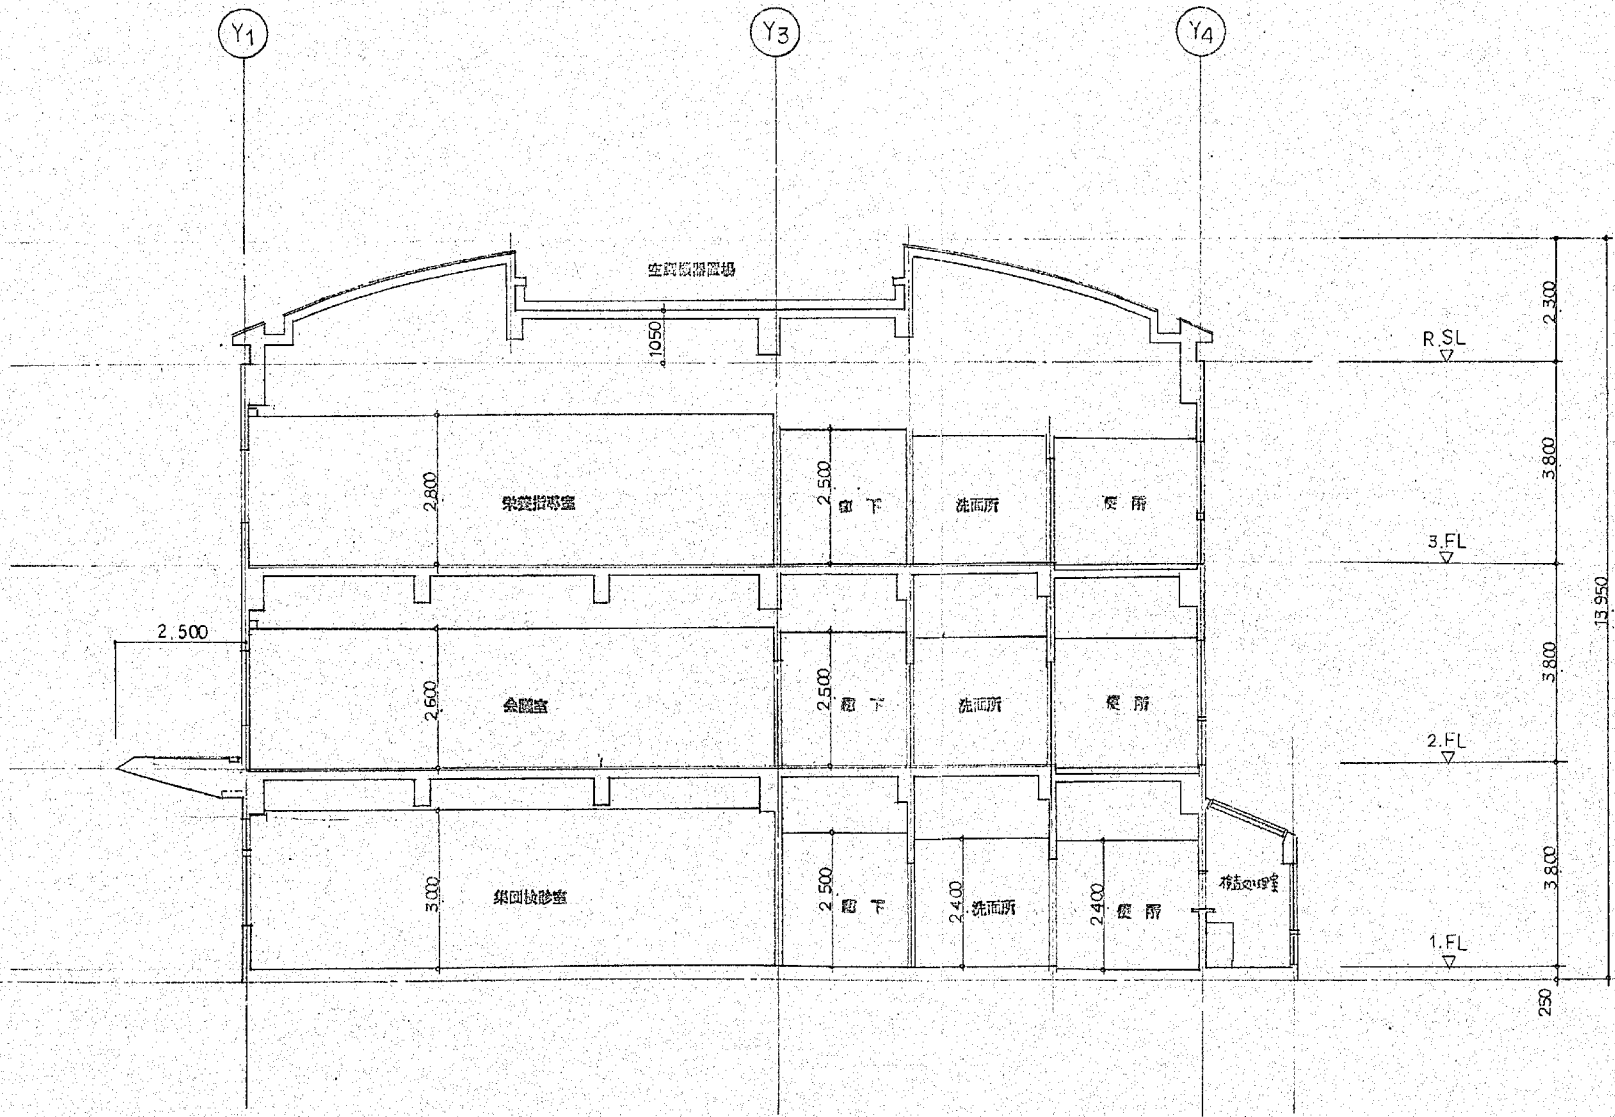 Y1
Y3
Y4
空調機器置場
1050
2,300
R.SL
3,800
2,800
栄養指導室
2,500
廊 下
洗面所
便 所
3.FL
13,950
2,500
3,800
2,600
会議室
2,500
廊 下
洗面所
便 所
2.FL
3,800
3,000
集団検診室
2,500
廊 下
2,400
洗面所
2,400
便 所
1.FL
250